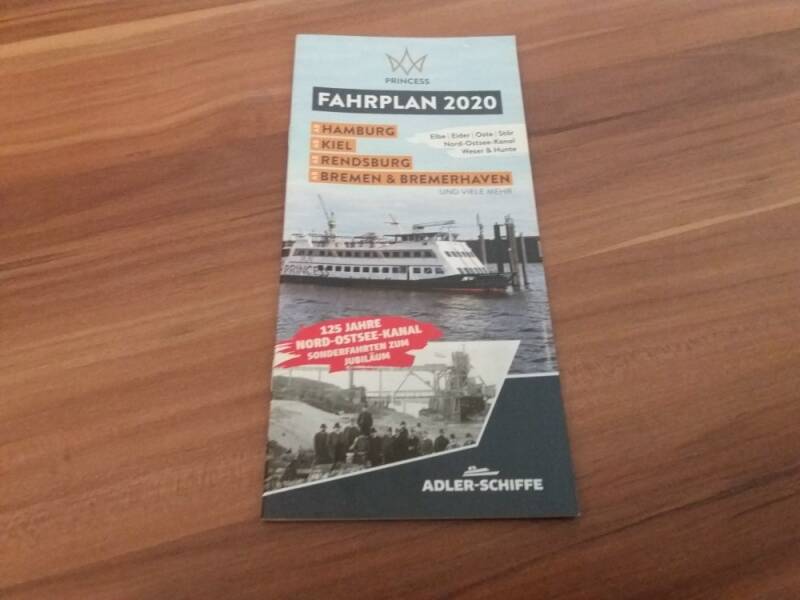 PRINCESS
FAHRPLAN 2020
HAMBURG
KIEL
RENDSBURG
BREMEN & BREMERHAVEN
Elbe | Eider | Oste | Stör
Nord-Ostsee-Kanal
Weser & Hunte
UND VIELE MEHR
PRINCESS
125 JAHRE
NORD-OSTSEE-KANAL
SONDERFAHRTEN ZUM
JUBILÄUM
ADLER-SCHIFFE